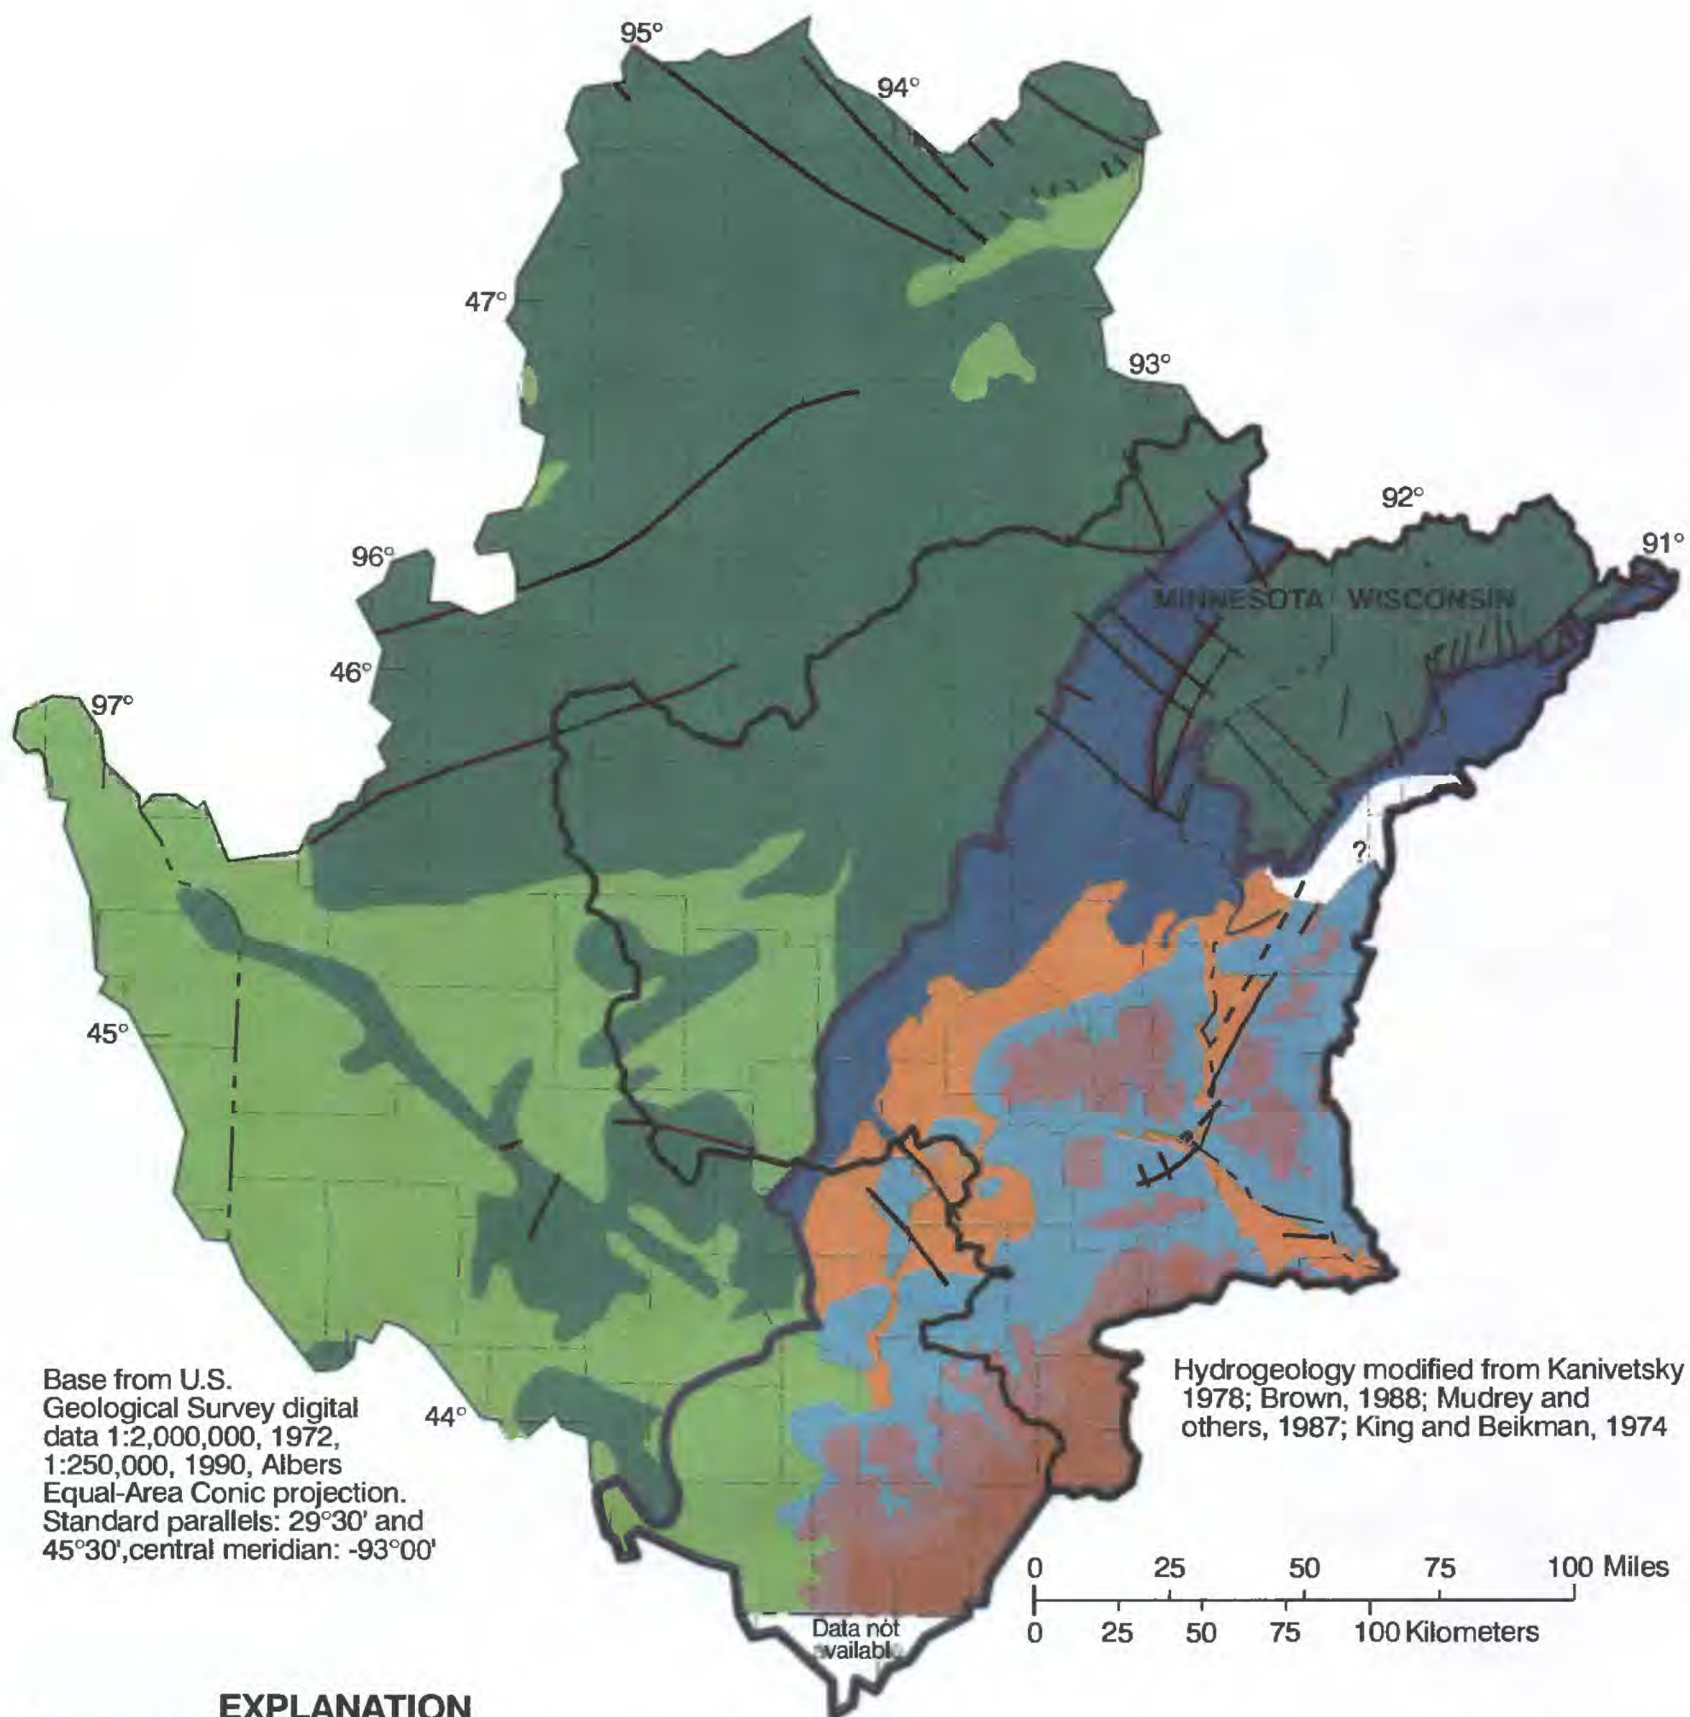 95°
94°
47°
93°
92°
91°
96°
MINNESOTA WISCONSIN
46°
97°
?
45°
Base from U.S.
Geological Survey digital
data 1:2,000,000, 1972,
1:250,000, 1990, Albers
Equal-Area Conic projection.
Standard parallels: 29°30' and
45°30',central meridian: -93°00'
44°
Hydrogeology modified from Kanivetsky
1978; Brown, 1988; Mudrey and
others, 1987; King and Beikman, 1974
0 25 50 75 100 Miles
0 25 50 75 100 Kilometers
Data not
EXPLANATION